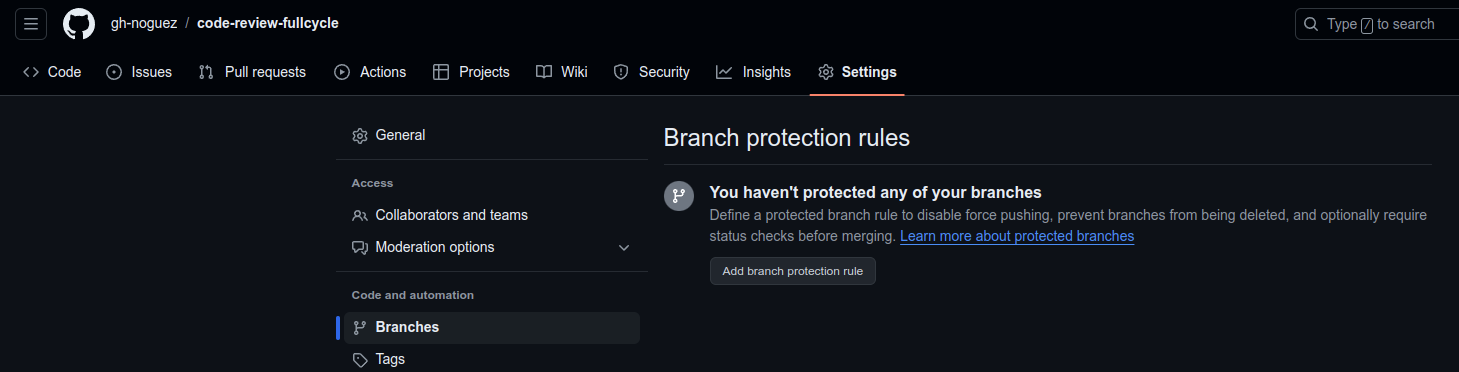 gh-noguez / code-review-fullcycle
Type / to search
Code Issues Pull requests Actions Projects Wiki Security Insights Settings
General
Access
Collaborators and teams
Moderation options
Code and automation
Branches
Tags
Branch protection rules
You haven't protected any of your branches
Define a protected branch rule to disable force pushing, prevent branches from being deleted, and optionally require
status checks before merging. Learn more about protected branches
Add branch protection rule